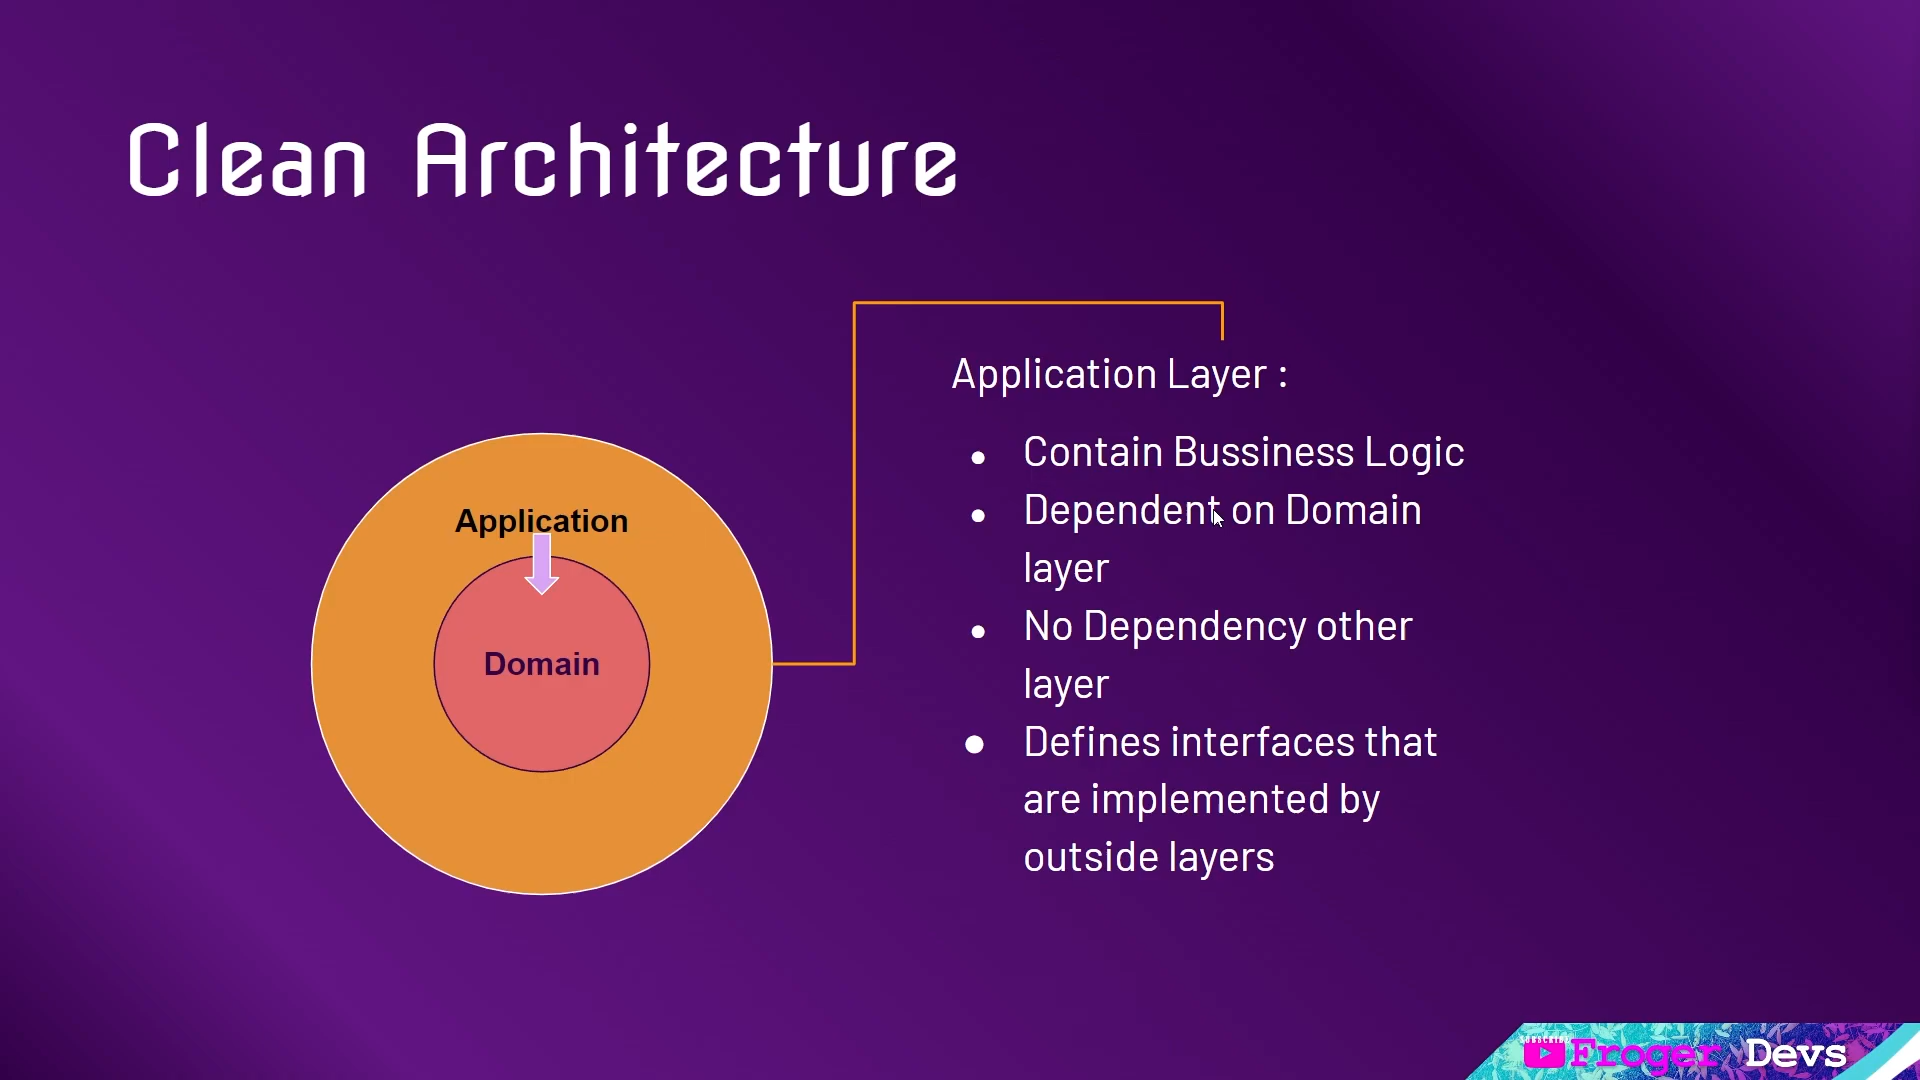 Clean Architecture
Application Layer :
Contain Bussiness Logic
Dependent on Domain
layer
No Dependency other
layer
Defines interfaces that
are implemented by
outside layers
Application
Domain
SUBSCRIBE
Froger Devs